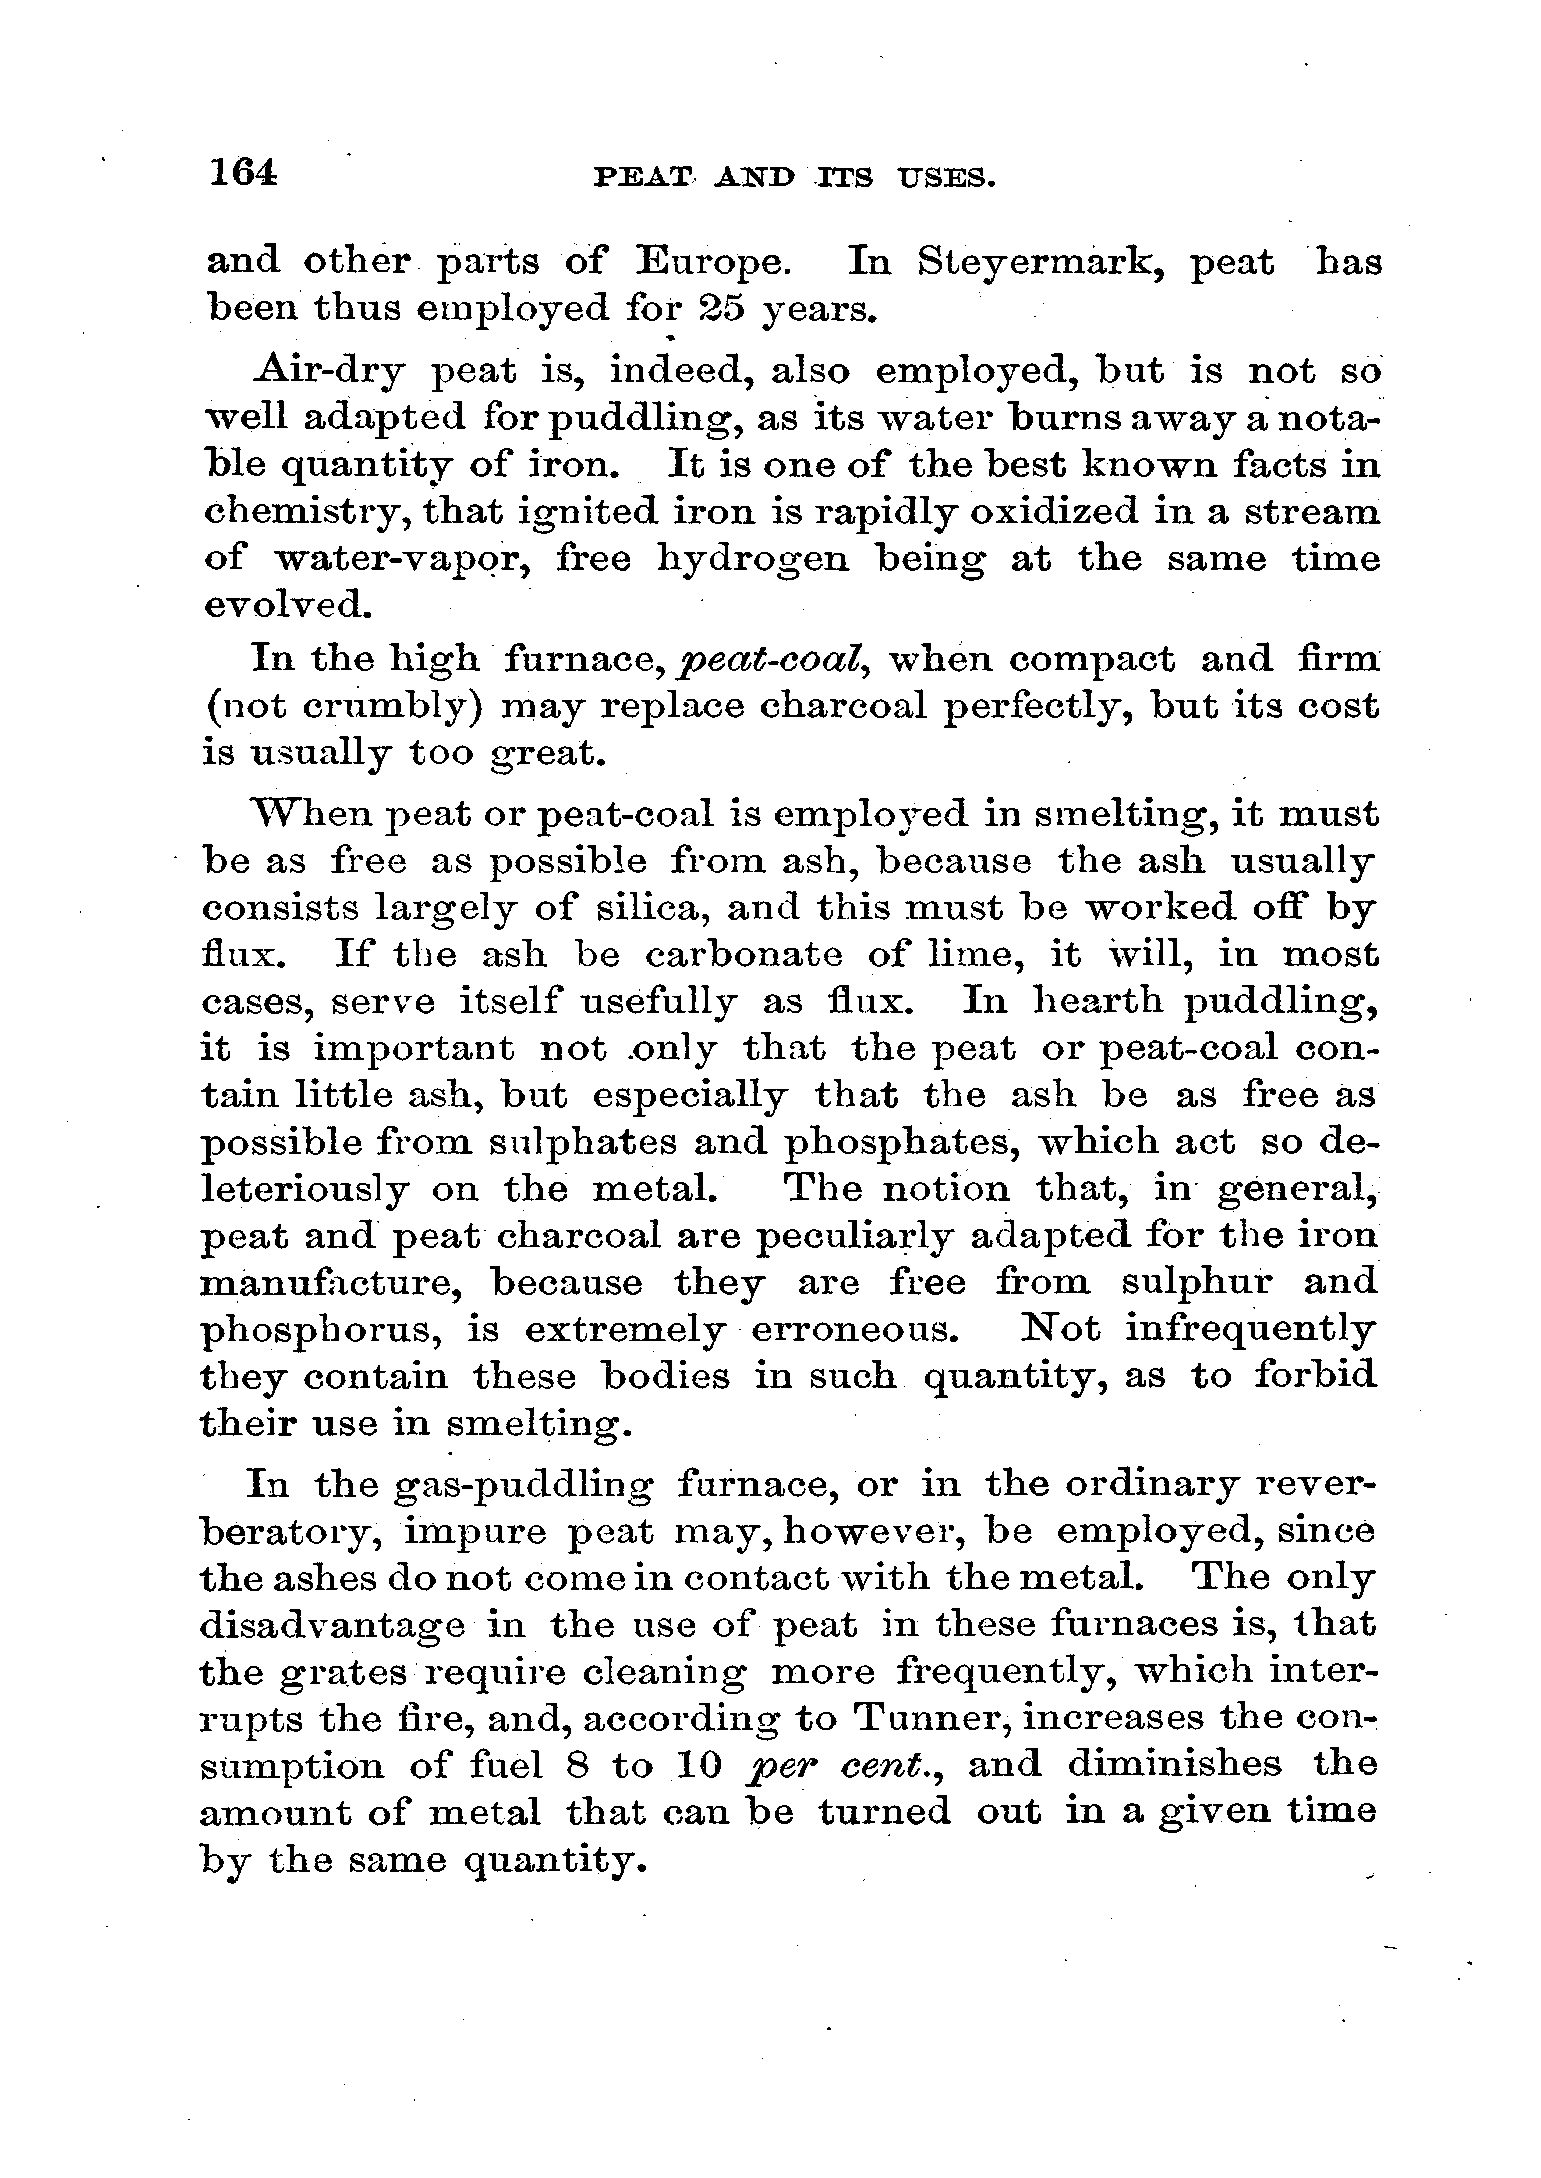 164 PEAT AND ITS USES.
and other parts of Europe. In Steyermark, peat has
been thus employed for 25 years.
Air-dry peat is, indeed, also employed, but is not so
well adapted for puddling, as its water burns away a nota-
ble quantity of iron. It is one of the best known facts in
chemistry, that ignited iron is rapidly oxidized in a stream
of water-vapor, free hydrogen being at the same time
evolved.
In the high furnace, peat-coal, when compact and firm
(not crumbly) may replace charcoal perfectly, but its cost
is usually too great.
When peat or peat-coal is employed in smelting, it must
be as free as possible from ash, because the ash usually
consists largely of silica, and this must be worked off by
flux. If the ash be carbonate of lime, it will, in most
cases, serve itself usefully as flux. In hearth puddling,
it is important not only that the peat or peat-coal con-
tain little ash, but especially that the ash be as free as
possible from sulphates and phosphates, which act so de-
leteriously on the metal. The notion that, in general,
peat and peat charcoal are peculiarly adapted for the iron
manufacture, because they are free from sulphur and
phosphorus, is extremely erroneous. Not infrequently
they contain these bodies in such quantity, as to forbid
their use in smelting.
In the gas-puddling furnace, or in the ordinary rever-
beratory, impure peat may, however, be employed, since
the ashes do not come in contact with the metal. The only
disadvantage in the use of peat in these furnaces is, that
the grates require cleaning more frequently, which inter-
rupts the fire, and, according to Tunner, increases the con-
sumption of fuel 8 to 10 per cent., and diminishes the
amount of metal that can be turned out in a given time
by the same quantity.